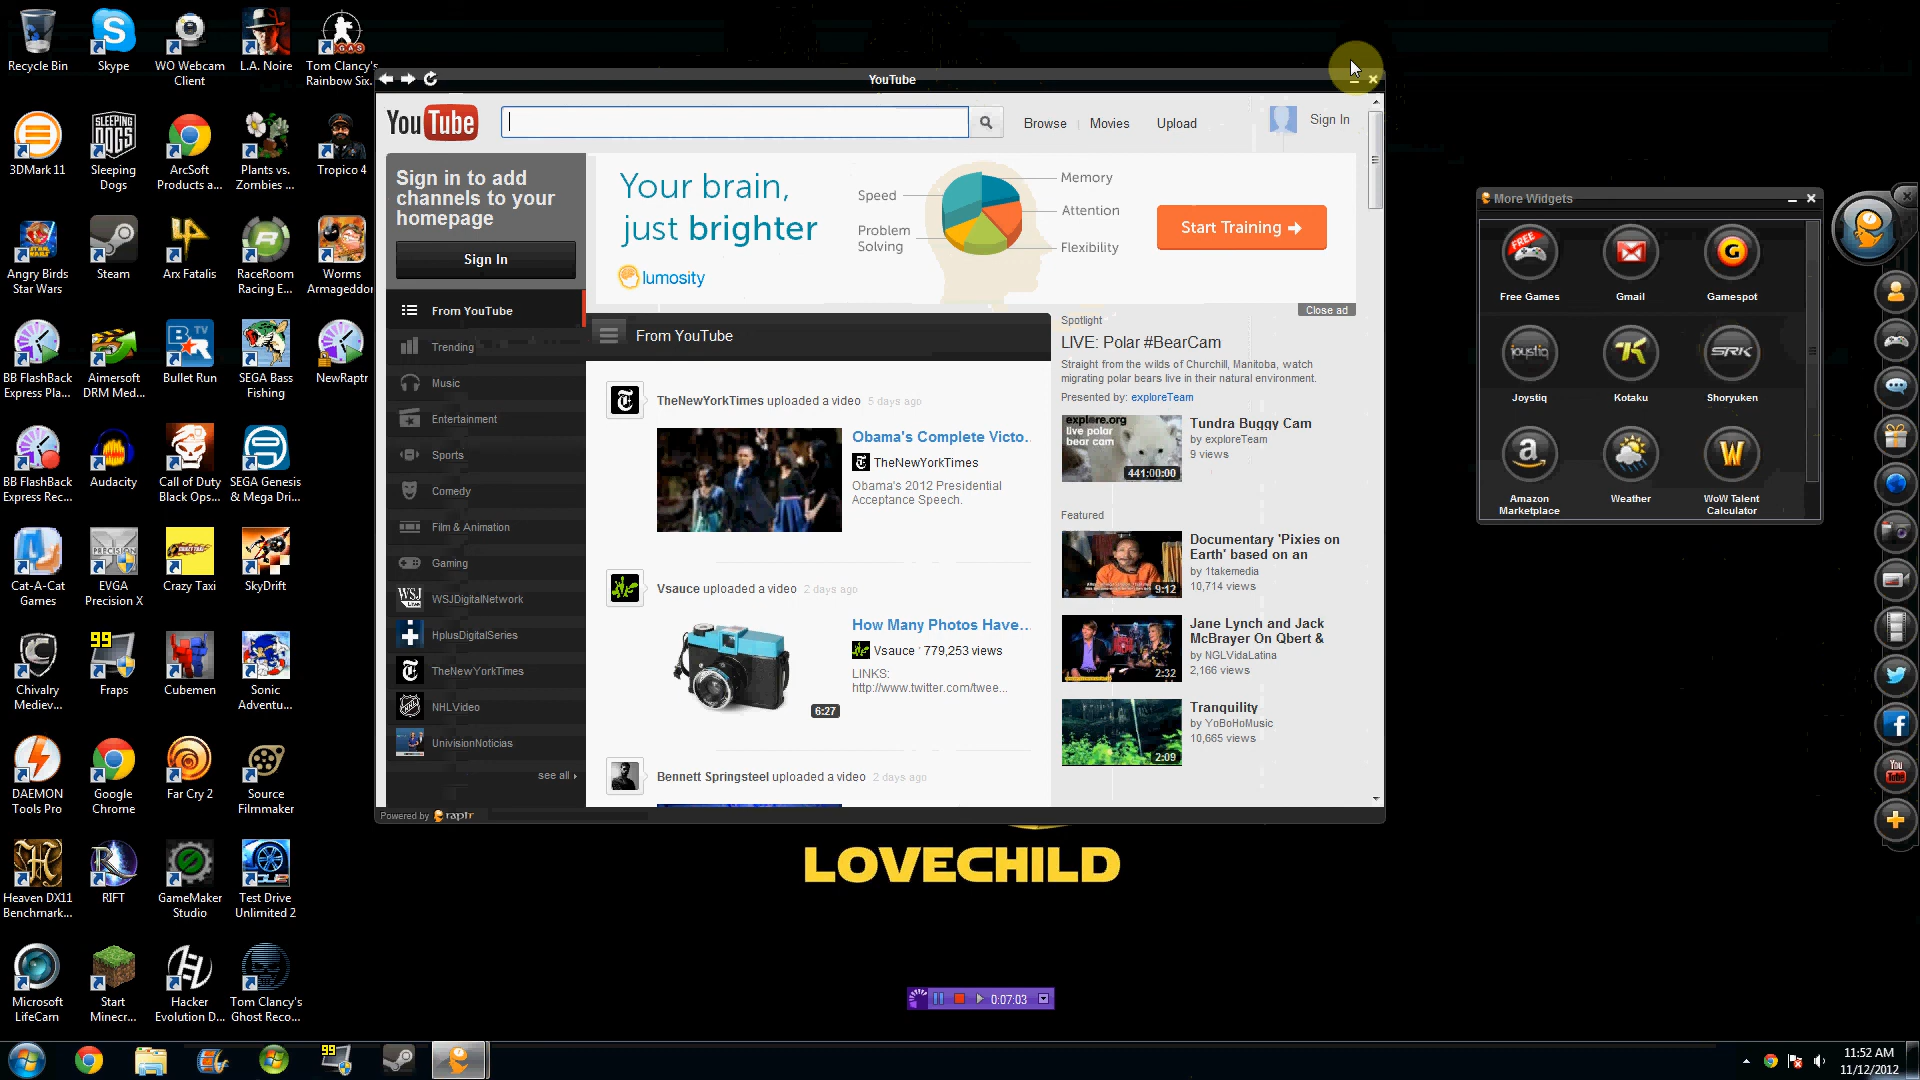 Recycle Bin
Skype
WO Webcam
Client
L.A. Noire
Tom Clancy's
Rainbow Six.
3DMark 11
Sleeping
Dogs
ArcSoft
Products a...
Plants vs.
Zombies ...
Tropico 4
SLEEPING
DOGS
Angry Birds
Star Wars
Steam
Arx Fatalis
RaceRoom
Racing E...
Worms
Armageddon
BB FlashBack
Express Pla...
Aimersoft
DRM Med...
Bullet Run
SEGA Bass
Fishing
NewRaptr
BB FlashBack
Express Rec...
Audacity
Call of Duty
Black Ops...
SEGA Genesis
& Mega Dri...
Cat-A-Cat
Games
EVGA
Precision X
Crazy Taxi
SkyDrift
PRECISION
Chivalry
Mediev...
99
Fraps
Cubemen
Sonic
Adventu...
DAEMON
Tools Pro
Google
Chrome
Far Cry 2
Source
Filmmaker
Heaven DX11
Benchmark...
RIFT
GameMaker
Studio
Test Drive
Unlimited 2
Microsoft
LifeCam
Start
Minecr...
Hacker
Evolution D...
Tom Clancy's
Ghost Reco...
YouTube
YouTube
Browse
Movies
Upload
Sign In
Sign in to add
channels to your
homepage
Sign In
From YouTube
Trending
Music
Entertainment
Sports
Comedy
Film & Animation
Gaming
WSJDigitalNetwork
HplusDigitalSeries
TheNewYorkTimes
NHLVideo
UnivisionNoticias
see all
Your brain,
just brighter
lumosity
Speed
Problem
Solving
Memory
Attention
Flexibility
Start Training
Close ad
From YouTube
TheNewYorkTimes uploaded a video 5 days ago
Obama's Complete Victo..
TheNewYorkTimes
Obama's 2012 Presidential
Acceptance Speech.
Vsauce uploaded a video 2 days ago
How Many Photos Have...
Vsauce 779,253 views
LINKS:
http://www.twitter.com/twee...
6:27
Bennett Springsteel uploaded a video 2 days ago
Spotlight
LIVE: Polar #BearCam
Straight from the wilds of Churchill, Manitoba, watch
migrating polar bears live in their natural environment.
Presented by: exploreTeam
explore.org
live polar
bear cam
441:00:00
Tundra Buggy Cam
by exploreTeam
9 views
Featured
9:12
Documentary 'Pixies on
Earth' based on an
by 1takemedia
10,714 views
2:32
Jane Lynch and Jack
McBrayer On Qbert &
by NGLVidaLatina
2,166 views
2:09
Tranquility
by YoBoHoMusic
10,665 views
Powered by raptr
More Widgets
FREE
Free Games
Gmail
Gamespot
joystiq
Joystiq
Kotaku
SRK
Shoryuken
Amazon
Marketplace
Weather
WoW Talent
Calculator
LOVECHILD
0:07:03
99
11:52 AM
11/12/2012